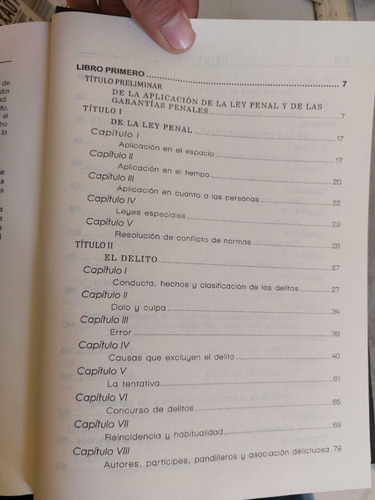 LIBRO PRIMERO 7
TÍTULO PRELIMINAR
DE LA APLICACIÓN DE LA LEY PENAL Y DE LAS
GARANTÍAS PENALES 7
TÍTULO I
DE LA LEY PENAL 17
Capítulo I
Aplicación en el espacio 17
Capítulo II
Aplicación en el tiempo 20
Capítulo III
Aplicación en cuanto a las personas 22
Capítulo IV
Leyes especiales 23
Capítulo V
Resolución de conflicto de normas 26
TÍTULO II
EL DELITO 27
Capítulo I
Conducta, hechos y clasificación de los delitos 27
Capítulo II
Dolo y culpa 34
Capítulo III
Error 39
Capítulo IV
Causas que excluyen el delito 40
Capítulo V
La tentativa 61
Capítulo VI
Concurso de delitos 65
Capítulo VII
Reincidencia y habitualidad 69
Capítulo VIII
Autores, partícipes, pandilleros y asociación delictuosa 79